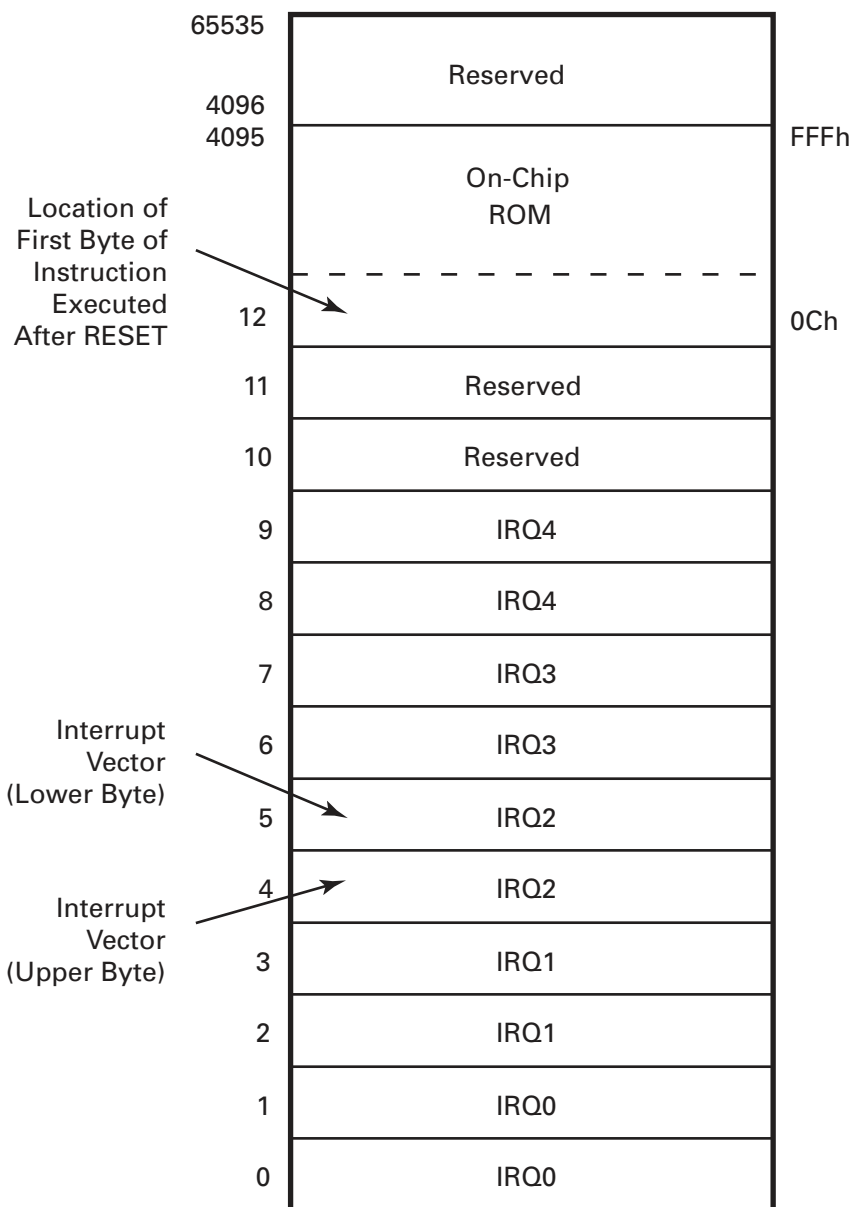 65535
Reserved
4096
4095
FFFh
On-Chip
ROM
Location of
First Byte of
Instruction
Executed
After RESET
12
0Ch
11
Reserved
10
Reserved
9
IRQ4
8
IRQ4
7
IRQ3
Interrupt
Vector
(Lower Byte)
6
IRQ3
5
IRQ2
4
IRQ2
Interrupt
Vector
(Upper Byte)
3
IRQ1
2
IRQ1
1
IRQ0
0
IRQ0